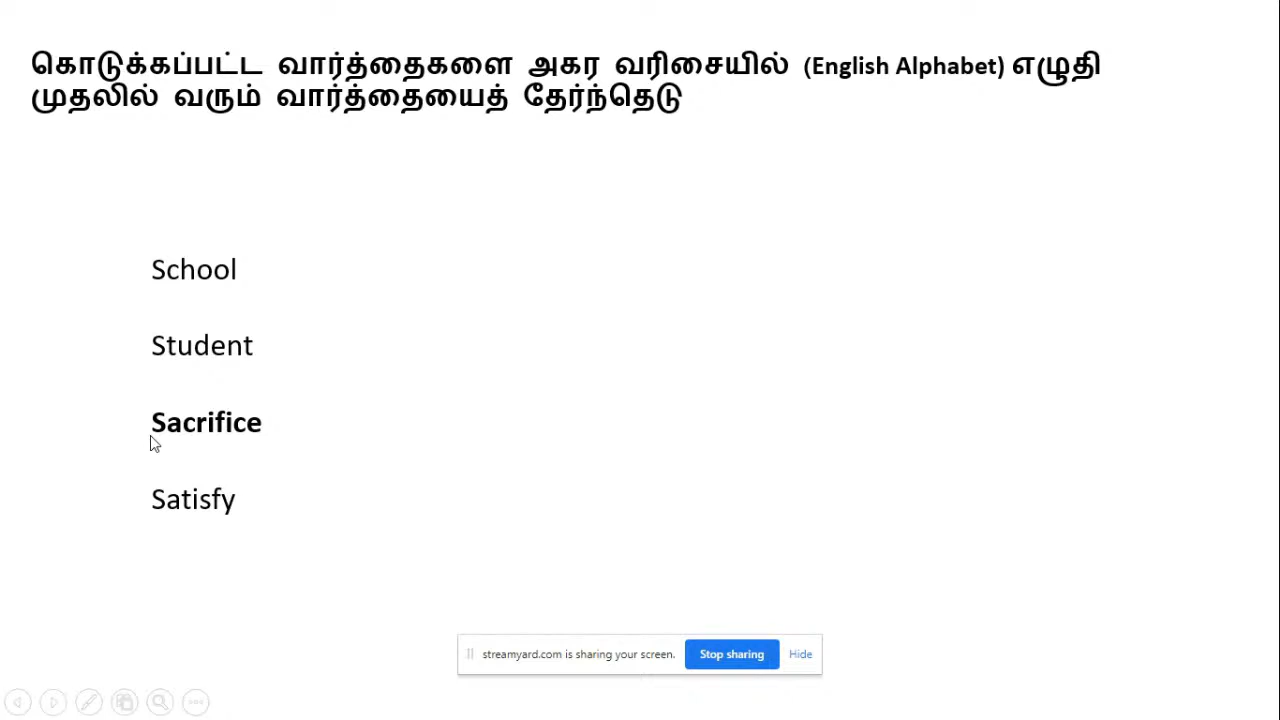 கொடுக்கப்பட்ட வார்த்தைகளை அகர வரிசையில் (English Alphabet) எழுதி
முதலில் வரும் வார்த்தையைத் தேர்ந்தெடு
School
Student
Sacrifice
Satisfy
streamyard.com is sharing your screen. Stop sharing Hide